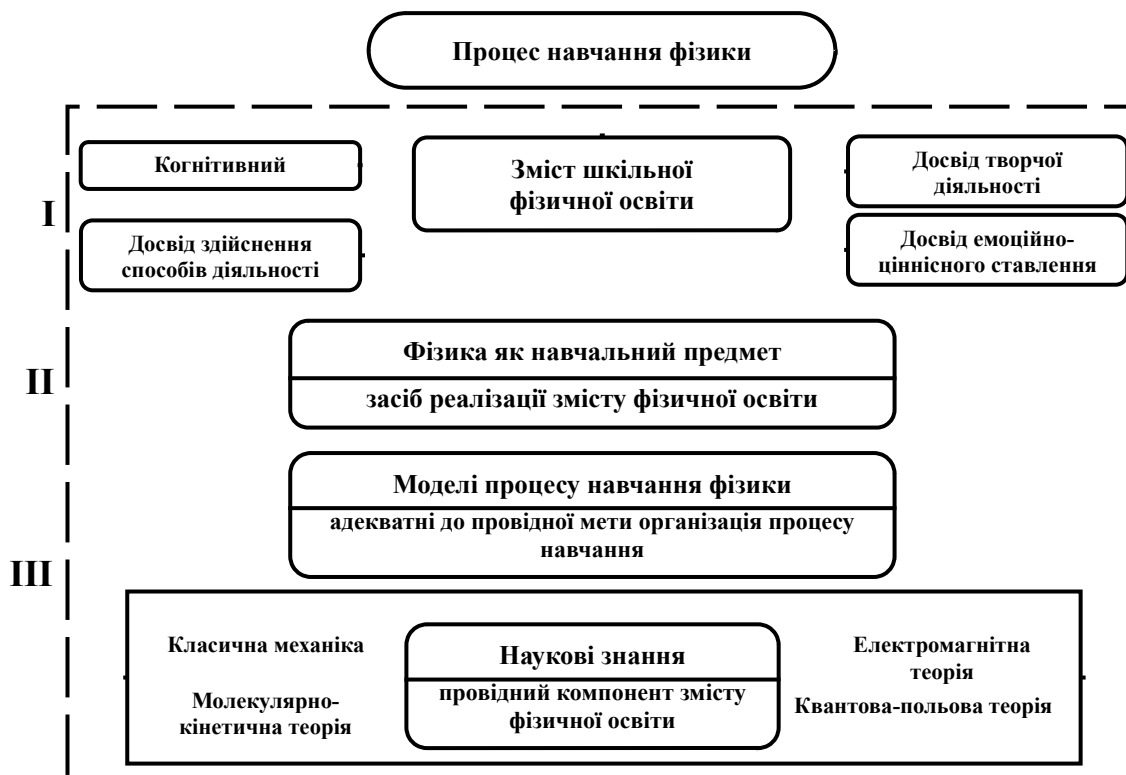 Процес навчання фізики
Когнітивний
Зміст шкільної
фізичної освіти
Досвід творчої
діяльності
I
Досвід здійснення
способів діяльності
Досвід емоційно-
ціннісного ставлення
II
Фізика як навчальний предмет
засіб реалізації змісту фізичної освіти
III
Моделі процесу навчання фізики
адекватні до провідної мети організація процесу
навчання
Класична механіка
Молекулярно-
кінетична теорія
Наукові знання
провідний компонент змісту
фізичної освіти
Електромагнітна
теорія
Квантова-польова теорія